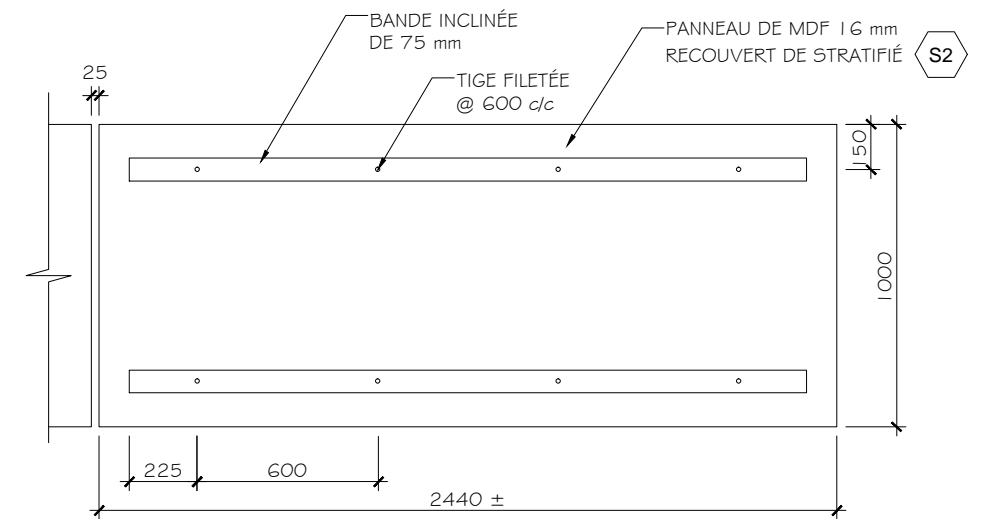 BANDE INCLINÉE
DE 75 mm
PANNEAU DE MDF 16 mm
RECOUVERT DE STRATIFIÉ
S2
TIGE FILETÉE
@ 600 c/c
25
150
1000
225
600
2440 ±